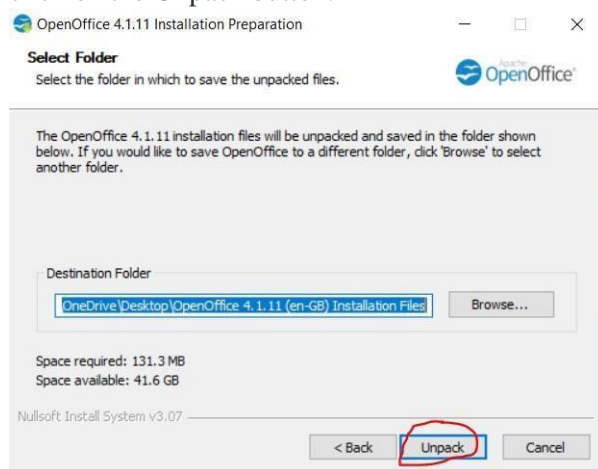 OpenOffice 4.1.11 Installation Preparation
Select Folder
Select the folder in which to save the unpacked files.
Apache
OpenOffice
The OpenOffice 4.1.11 installation files will be unpacked and saved in the folder shown
below. If you would like to save OpenOffice to a different folder, click 'Browse' to select
another folder.
Destination Folder
OneDrive\Desktop\OpenOffice 4.1.11 (en-GB) Installation Files
Browse...
Space required: 131.3 MB
Space available: 41.6 GB
Nullsoft Install System v3.07
< Back
Unpack
Cancel